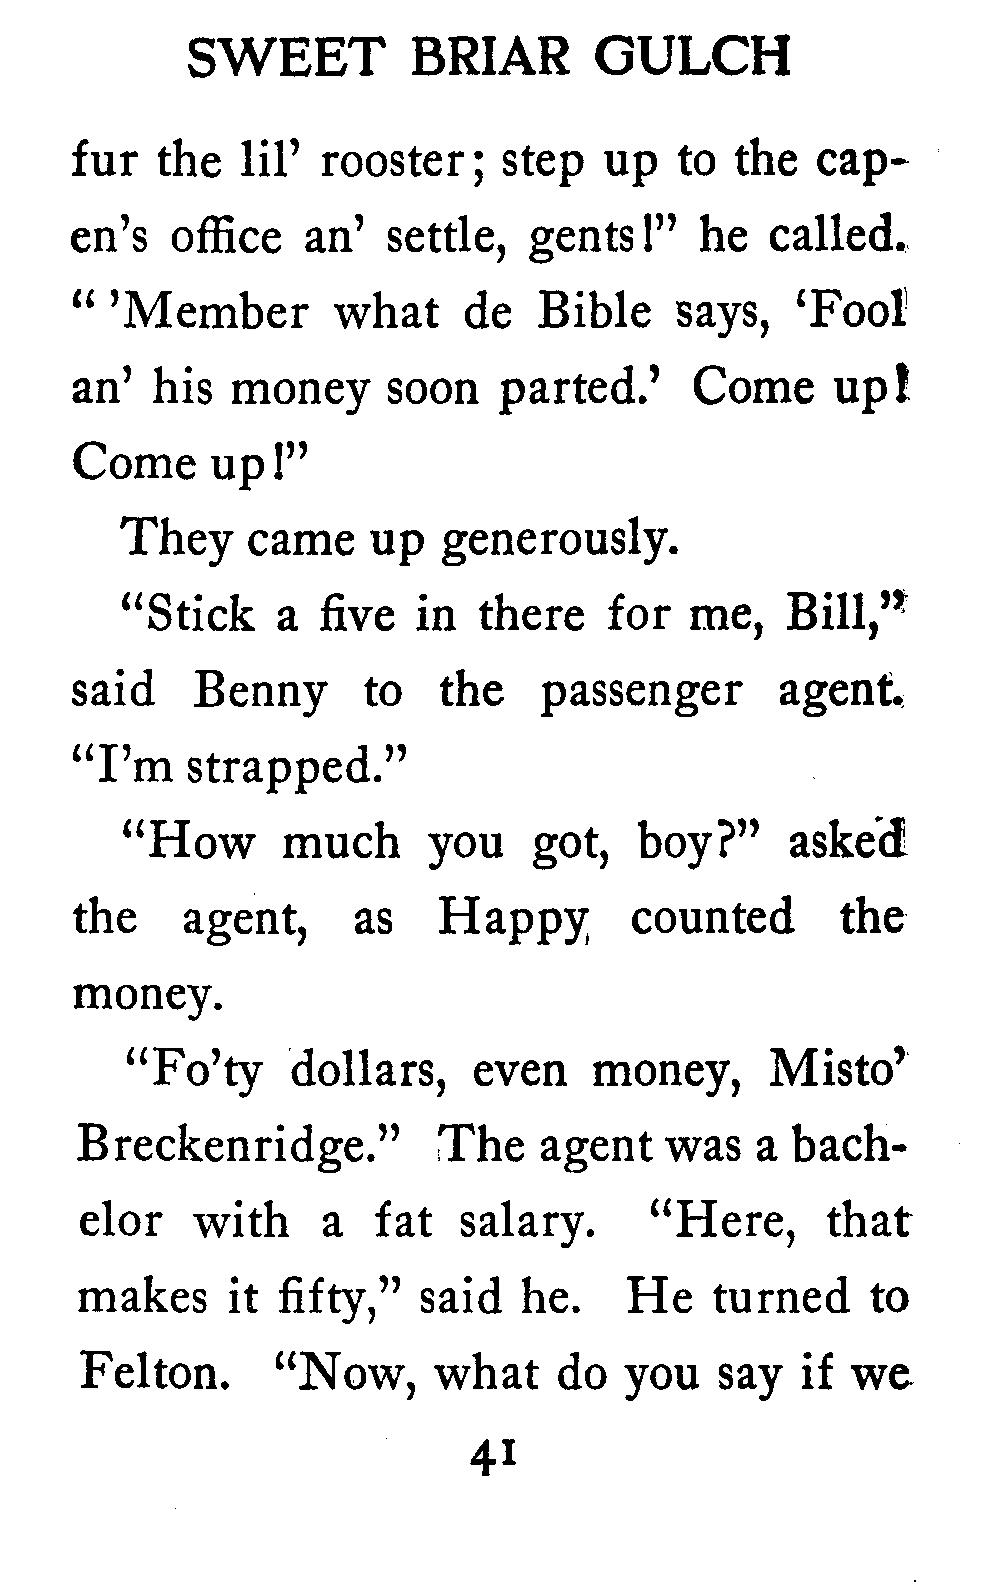 SWEET BRIAR GULCH
fur the lil’ rooster; step up to the cap-
en’s office an’ settle, gents!” he called.
“ ’Member what de Bible says, ‘Fool
an’ his money soon parted.’ Come up!
Come up!”
They came up generously.
“Stick a five in there for me, Bill,”
said Benny to the passenger agent.
“I’m strapped.”
“How much you got, boy?” asked
the agent, as Happy counted the
money.
“Fo’ty dollars, even money, Misto’
Breckenridge.” The agent was a bach-
elor with a fat salary. “Here, that
makes it fifty,” said he. He turned to
Felton. “Now, what do you say if we
41